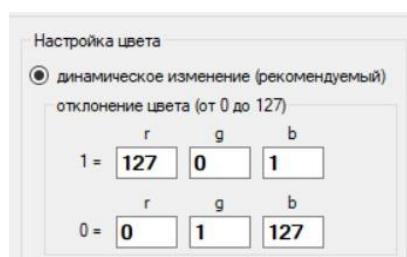 Настройка цвета
динамическое изменение (рекомендуемый)
отклонение цвета (от 0 до 127)
r g b
1 = 127 0 1
r g b
0 = 0 1 127